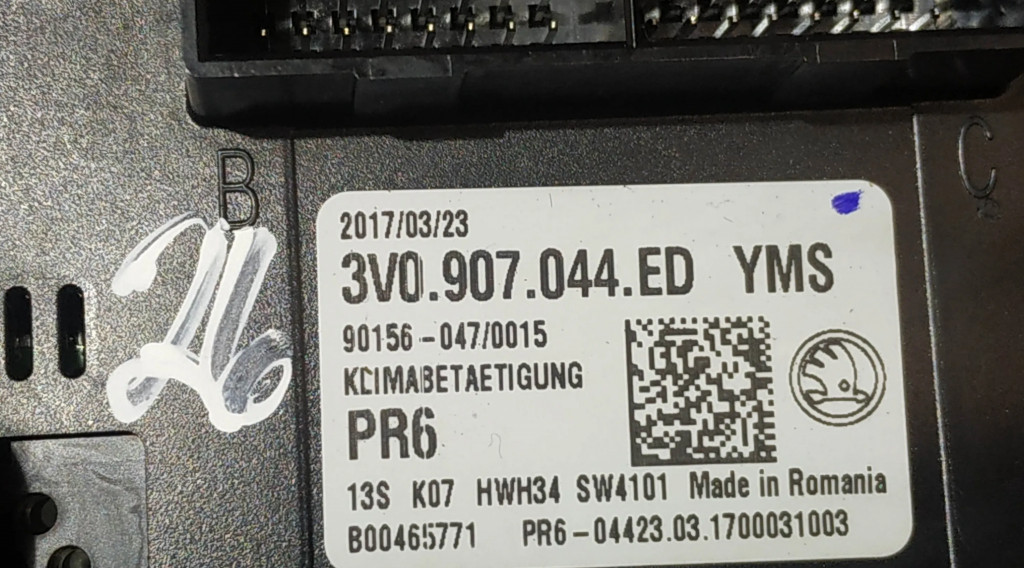 B
C
2017/03/23
3V0.907.044.ED YMS
90156-047/0015
KLIMABETAETIGUNG
PR6
13S K07 HWH34 SW4101 Made in Romania
B00465771 PR6-04423.03.1700031003